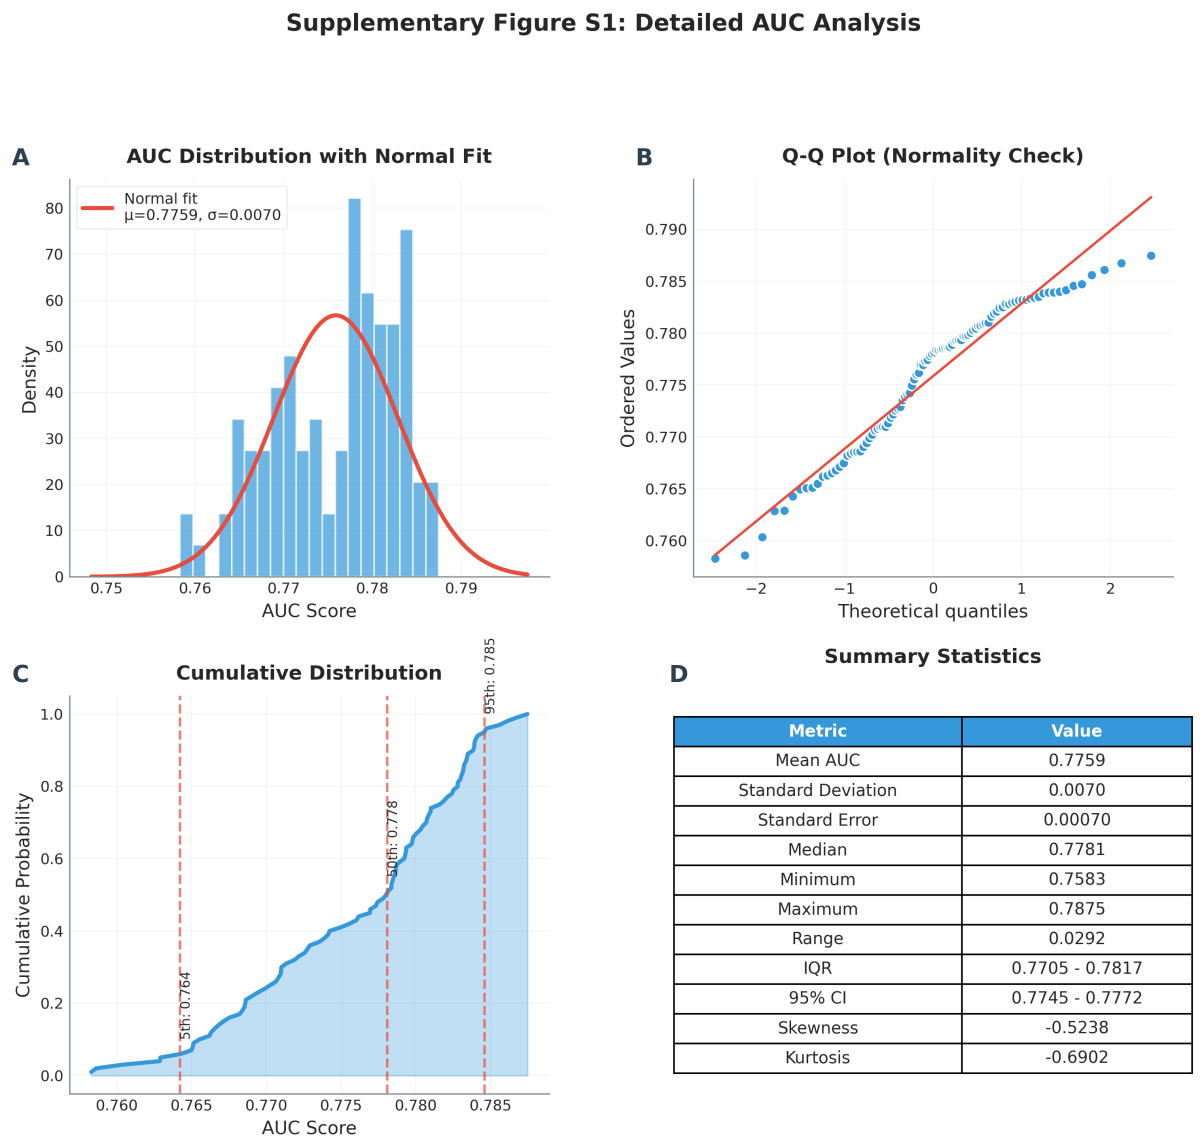 Supplementary Figure S1: Detailed AUC Analysis
A
AUC Distribution with Normal Fit
Normal fit
μ=0.7759, σ=0.0070
Density
80
70
60
50
40
30
20
10
0
0.75 0.76 0.77 0.78 0.79
AUC Score
B
Q-Q Plot (Normality Check)
Ordered Values
0.790
0.785
0.780
0.775
0.770
0.765
0.760
−2 −1 0 1 2
Theoretical quantiles
C
Cumulative Distribution
Cumulative Probability
1.0
0.8
0.6
0.4
0.2
0.0
5th: 0.764
50th: 0.778
95th: 0.785
0.760 0.765 0.770 0.775 0.780 0.785
AUC Score
D
Summary Statistics
Metric Value
Mean AUC 0.7759
Standard Deviation 0.0070
Standard Error 0.00070
Median 0.7781
Minimum 0.7583
Maximum 0.7875
Range 0.0292
IQR 0.7705 - 0.7817
95% CI 0.7745 - 0.7772
Skewness -0.5238
Kurtosis -0.6902